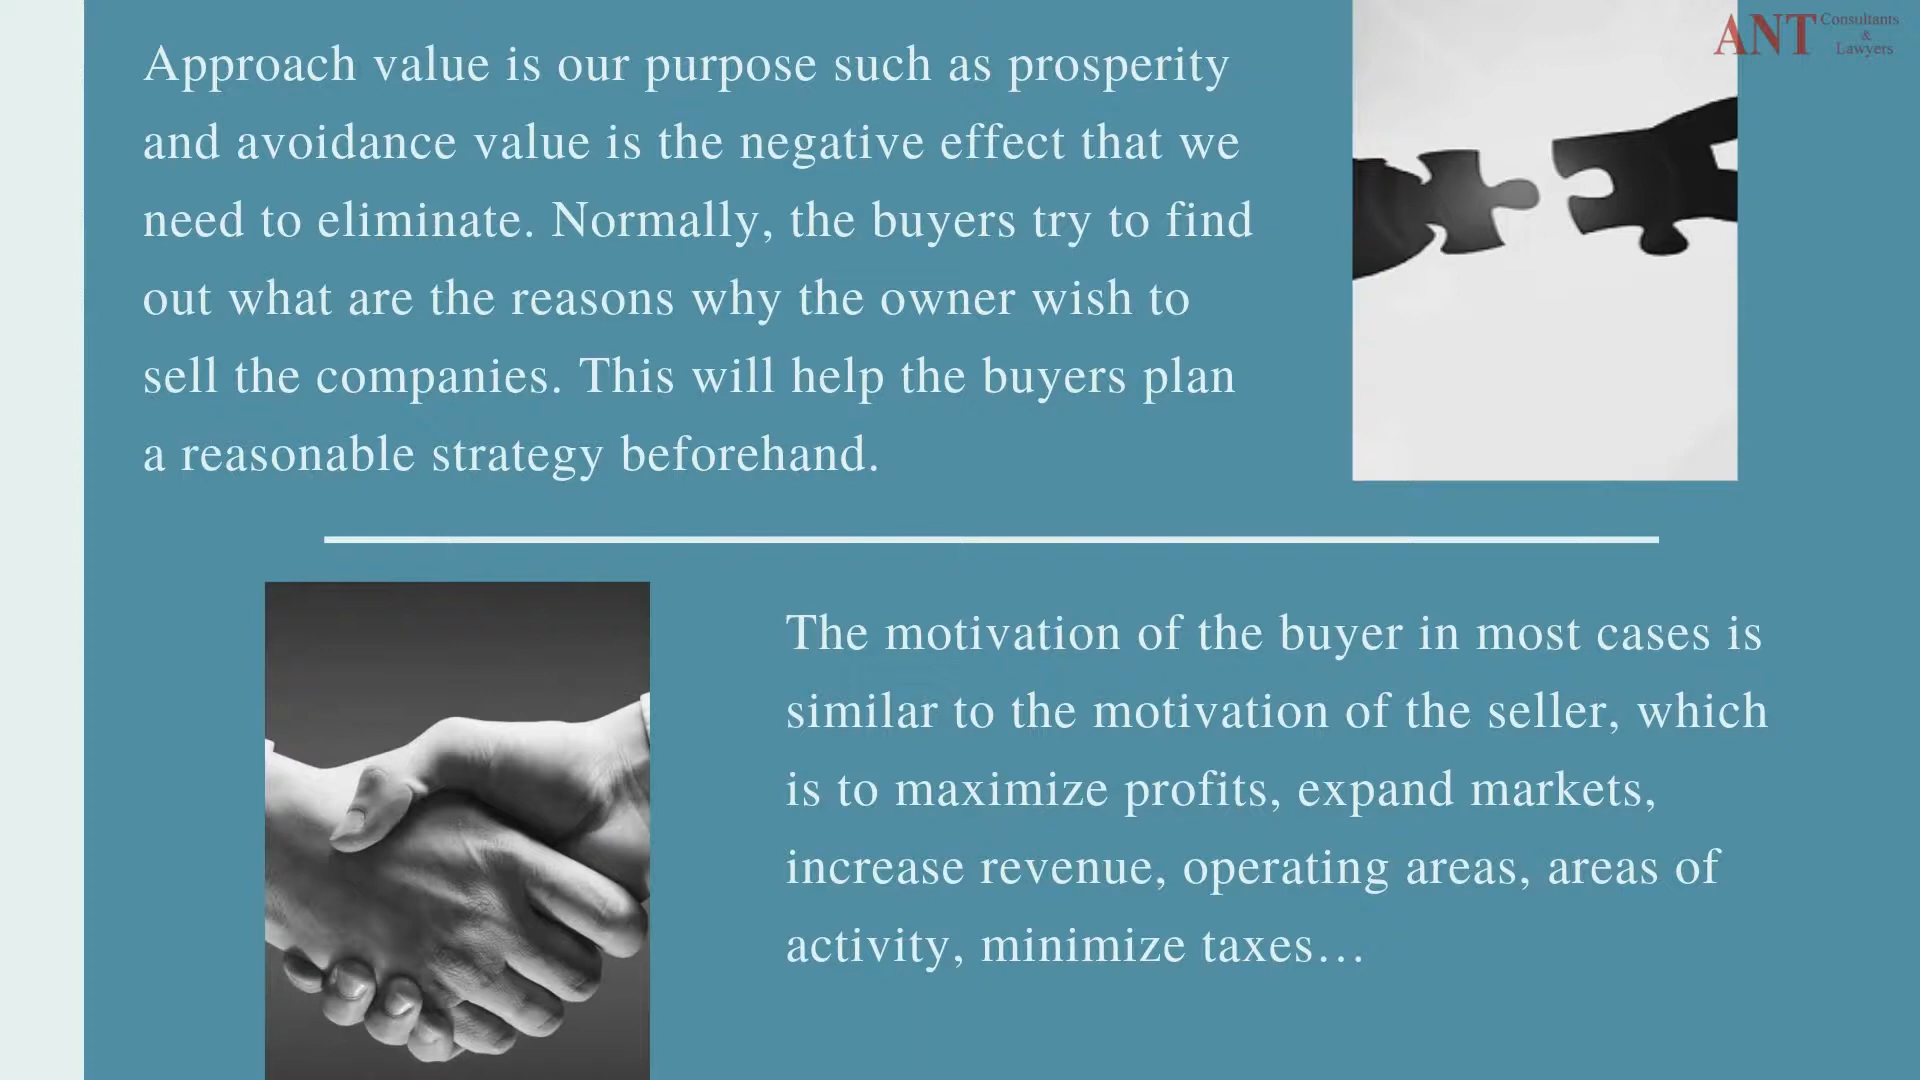 ANT Consultants
&
Lawyers
Approach value is our purpose such as prosperity
and avoidance value is the negative effect that we
need to eliminate. Normally, the buyers try to find
out what are the reasons why the owner wish to
sell the companies. This will help the buyers plan
a reasonable strategy beforehand.
The motivation of the buyer in most cases is
similar to the motivation of the seller, which
is to maximize profits, expand markets,
increase revenue, operating areas, areas of
activity, minimize taxes…